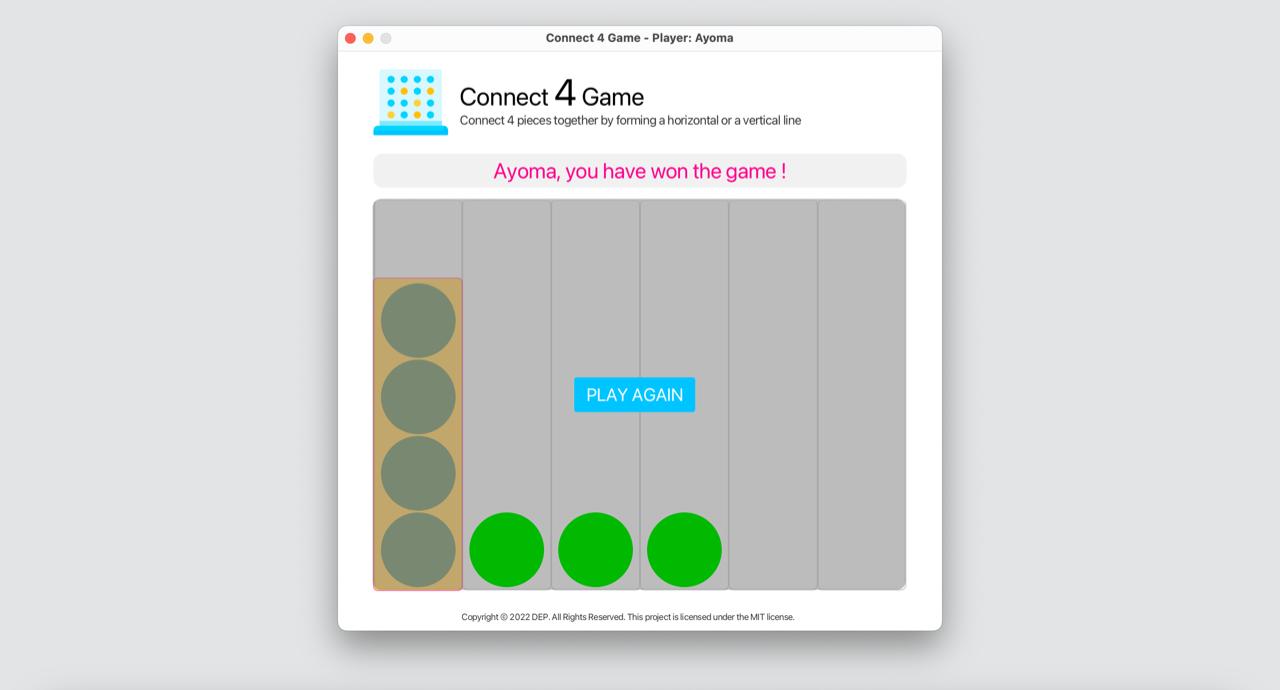 Connect 4 Game - Player: Ayoma
Connect 4 Game
Connect 4 pieces together by forming a horizontal or a vertical line
Ayoma, you have won the game !
PLAY AGAIN
Copyright © 2022 DEP. All Rights Reserved. This project is licensed under the MIT license.